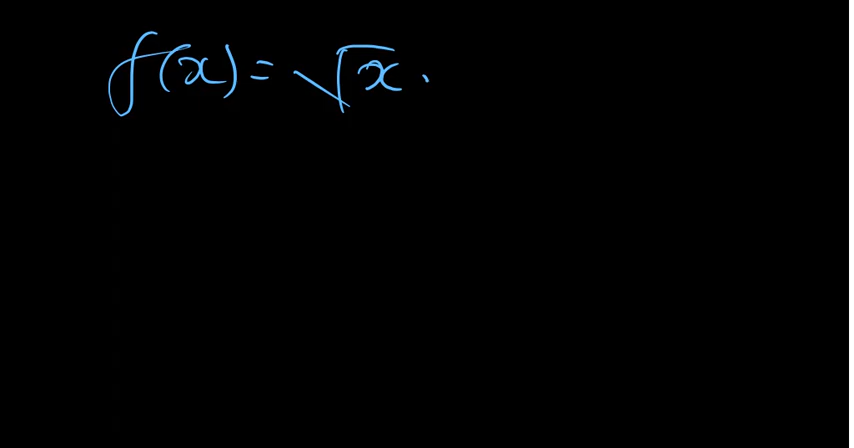 f(x) = √x.